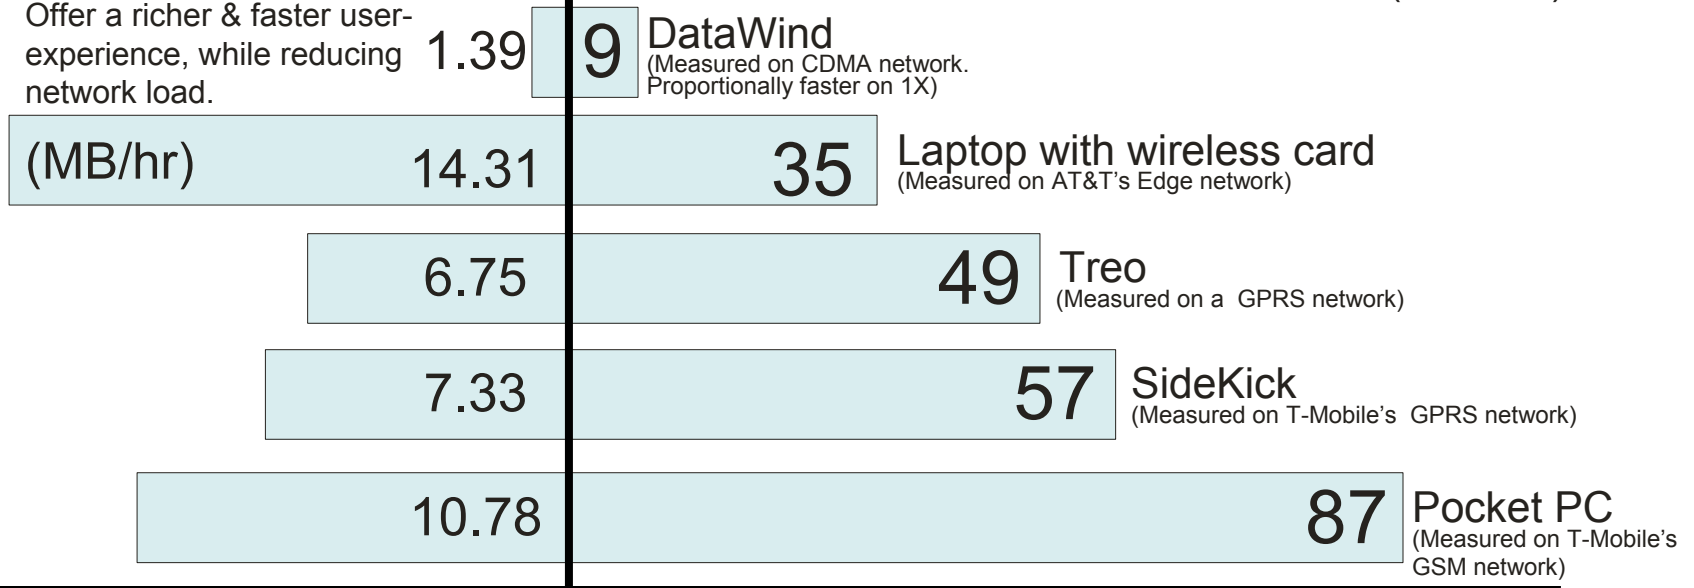 Offer a richer & faster user-
experience, while reducing
network load.
1.39
9
DataWind
(Measured on CDMA network.
Proportionally faster on 1X)
(MB/hr)
14.31
35
Laptop with wireless card
(Measured on AT&T's Edge network)
6.75
49
Treo
(Measured on a GPRS network)
7.33
57
SideKick
(Measured on T-Mobile's GPRS network)
10.78
87
Pocket PC
(Measured on T-Mobile's
GSM network)